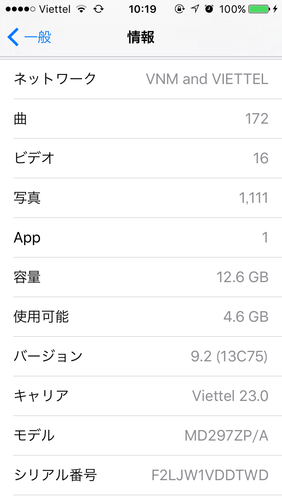 Viettel 10:19 100%
一般 情報
ネットワーク VNM and VIETTEL
曲 172
ビデオ 16
写真 1,111
App 1
容量 12.6 GB
使用可能 4.6 GB
バージョン 9.2 (13C75)
キャリア Viettel 23.0
モデル MD297ZP/A
シリアル番号 F2LJW1VDDTWD